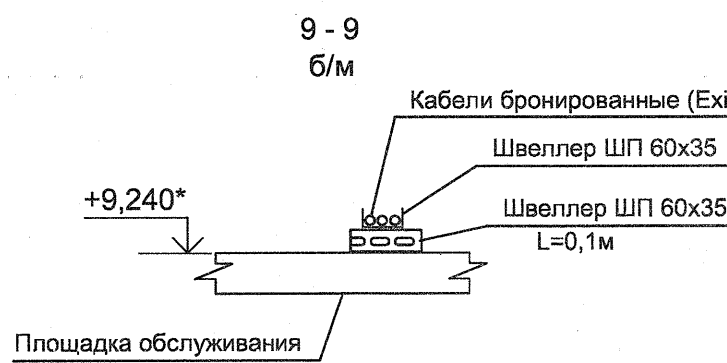 9 - 9
б/м
Кабели бронированные (Exi
Швеллер ШП 60х35
+9,240*
Швеллер ШП 60х35
L=0,1м
Площадка обслуживания